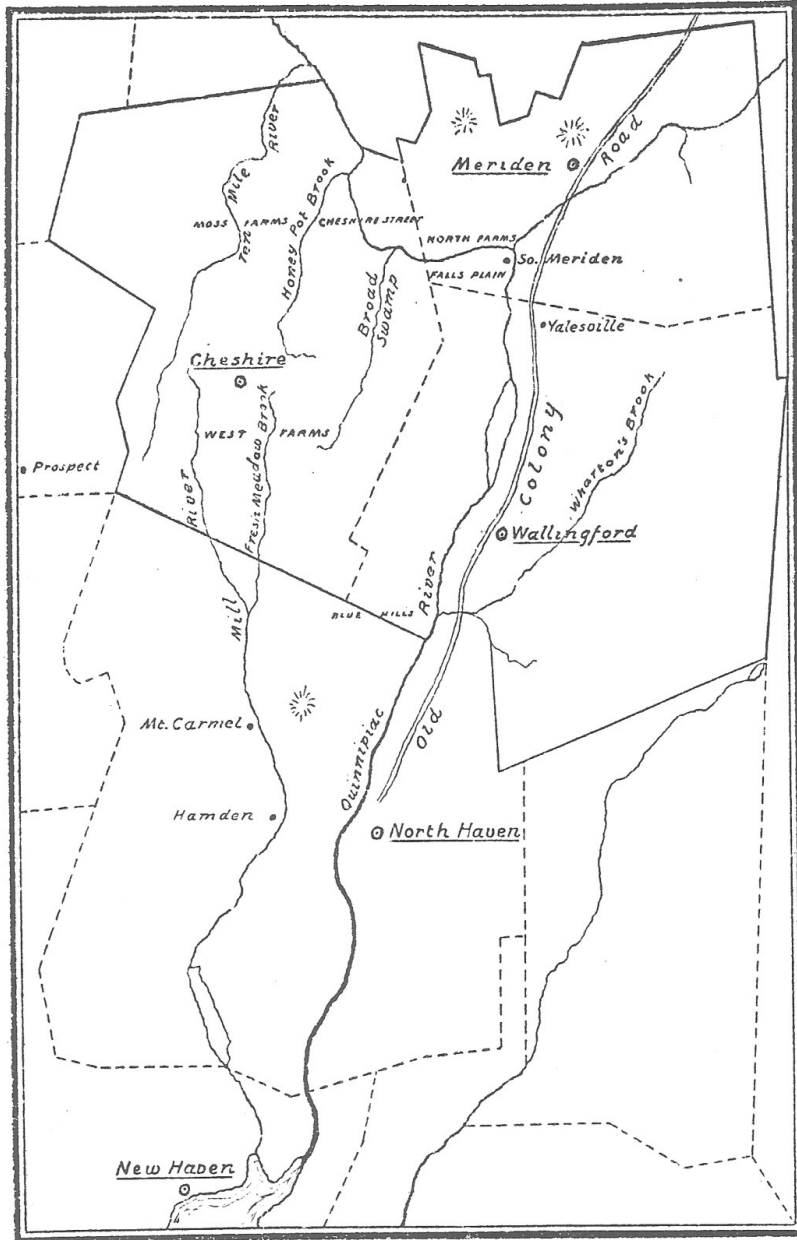 Meriden
Road
Ten Mile River
MOSS FARMS
Honey Pot Brook
CHESHIRE STREET
NORTH FARMS
So. Meriden
FALLS PLAIN
Broad Swamp
Yalesville
Cheshire
WEST FARMS
Fresh Meadow Brook
Colony
Wharton's Brook
Prospect
River
Wallingford
River
BLUE HILLS
Mill
Old
Quinnipiac
Mt. Carmel
Hamden
North Haven
New Haven